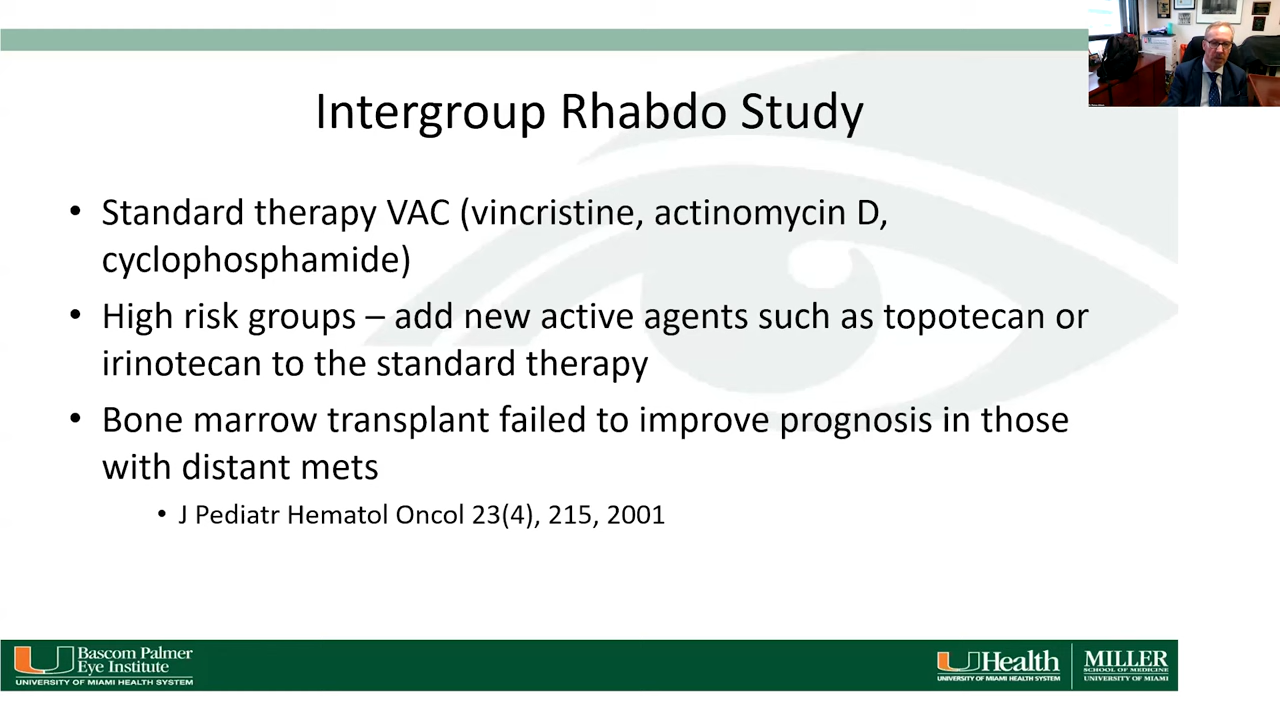 Intergroup Rhabdo Study
• Standard therapy VAC (vincristine, actinomycin D,
cyclophosphamide)
• High risk groups – add new active agents such as topotecan or
irinotecan to the standard therapy
• Bone marrow transplant failed to improve prognosis in those
with distant mets
• J Pediatr Hematol Oncol 23(4), 215, 2001
Bascom Palmer
Eye Institute
UNIVERSITY OF MIAMI HEALTH SYSTEM
UHealth
UNIVERSITY OF MIAMI HEALTH SYSTEM
MILLER
SCHOOL OF MEDICINE
UNIVERSITY OF MIAMI